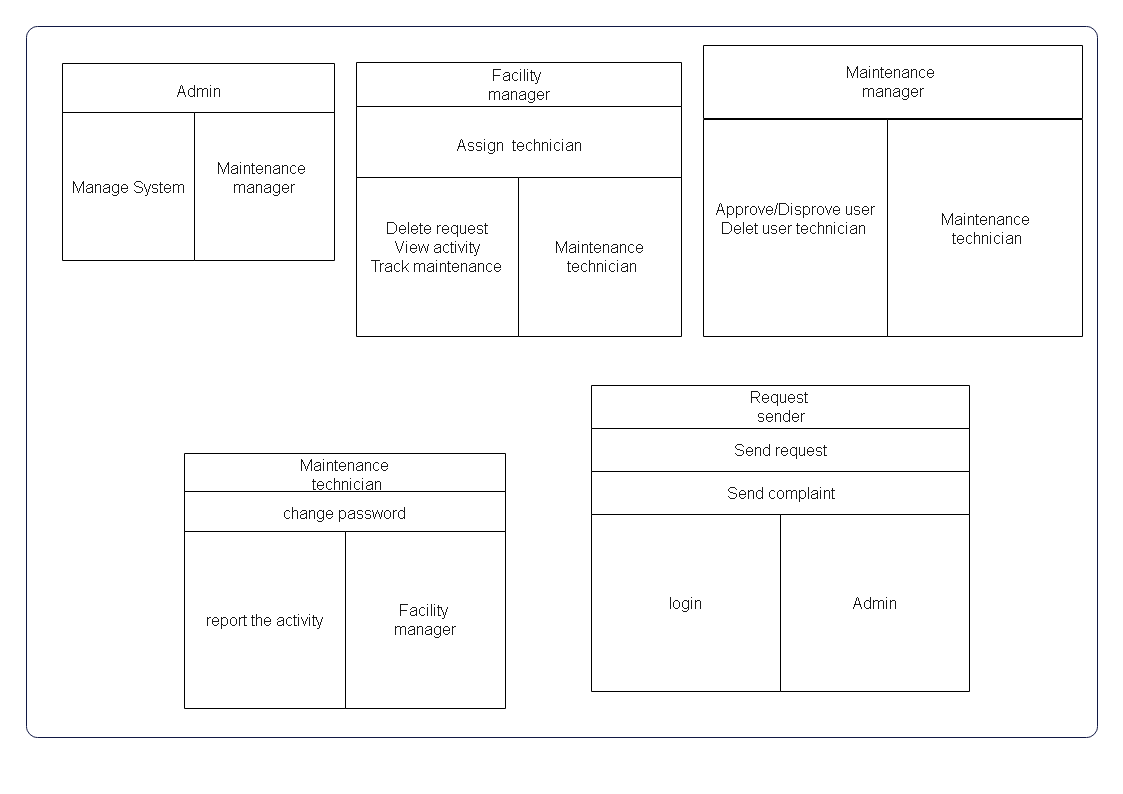 Admin
Manage System
Maintenance
manager
Facility
manager
Assign technician
Delete request
View activity
Track maintenance
Maintenance
technician
Maintenance
manager
Approve/Disprove user
Delet user technician
Maintenance
technician
Maintenance
technician
change password
report the activity
Facility
manager
Request
sender
Send request
Send complaint
login
Admin